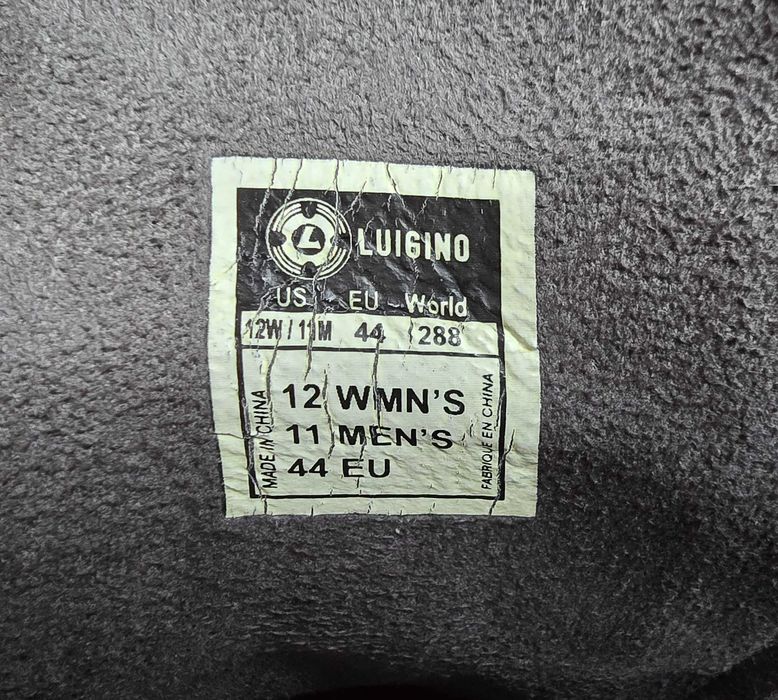 L LUIGINO
US EU World
12W / 11M 44 288
12 WMN'S
11 MEN'S
44 EU
MADE IN CHINA
FABRIQUE EN CHINA